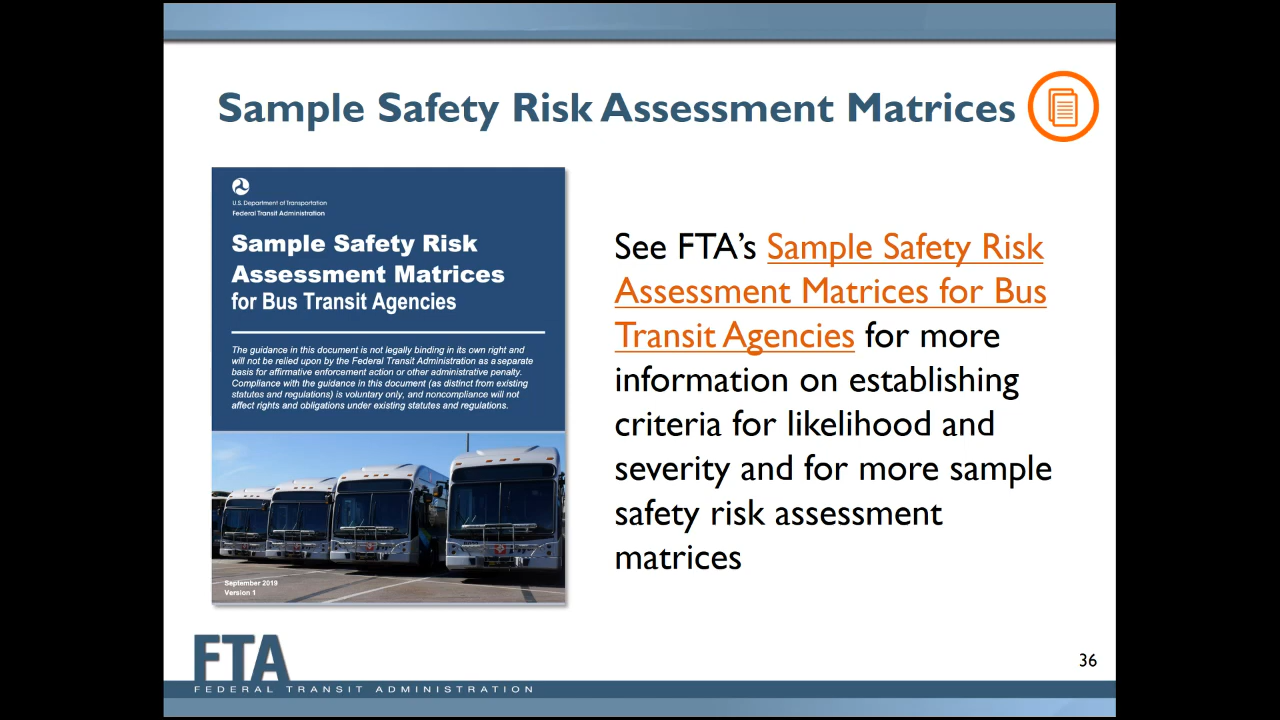 Sample Safety Risk Assessment Matrices
U.S. Department of Transportation
Federal Transit Administration
Sample Safety Risk
Assessment Matrices
for Bus Transit Agencies
The guidance in this document is not legally binding in its own right and
will not be relied upon by the Federal Transit Administration as a separate
basis for affirmative enforcement action or other administrative penalty.
Compliance with the guidance in this document (as distinct from existing
statutes and regulations) is voluntary only, and noncompliance will not
affect rights and obligations under existing statutes and regulations.
September 2019
Version 1
See FTA’s Sample Safety Risk
Assessment Matrices for Bus
Transit Agencies for more
information on establishing
criteria for likelihood and
severity and for more sample
safety risk assessment
matrices
FTA
FEDERAL TRANSIT ADMINISTRATION
36